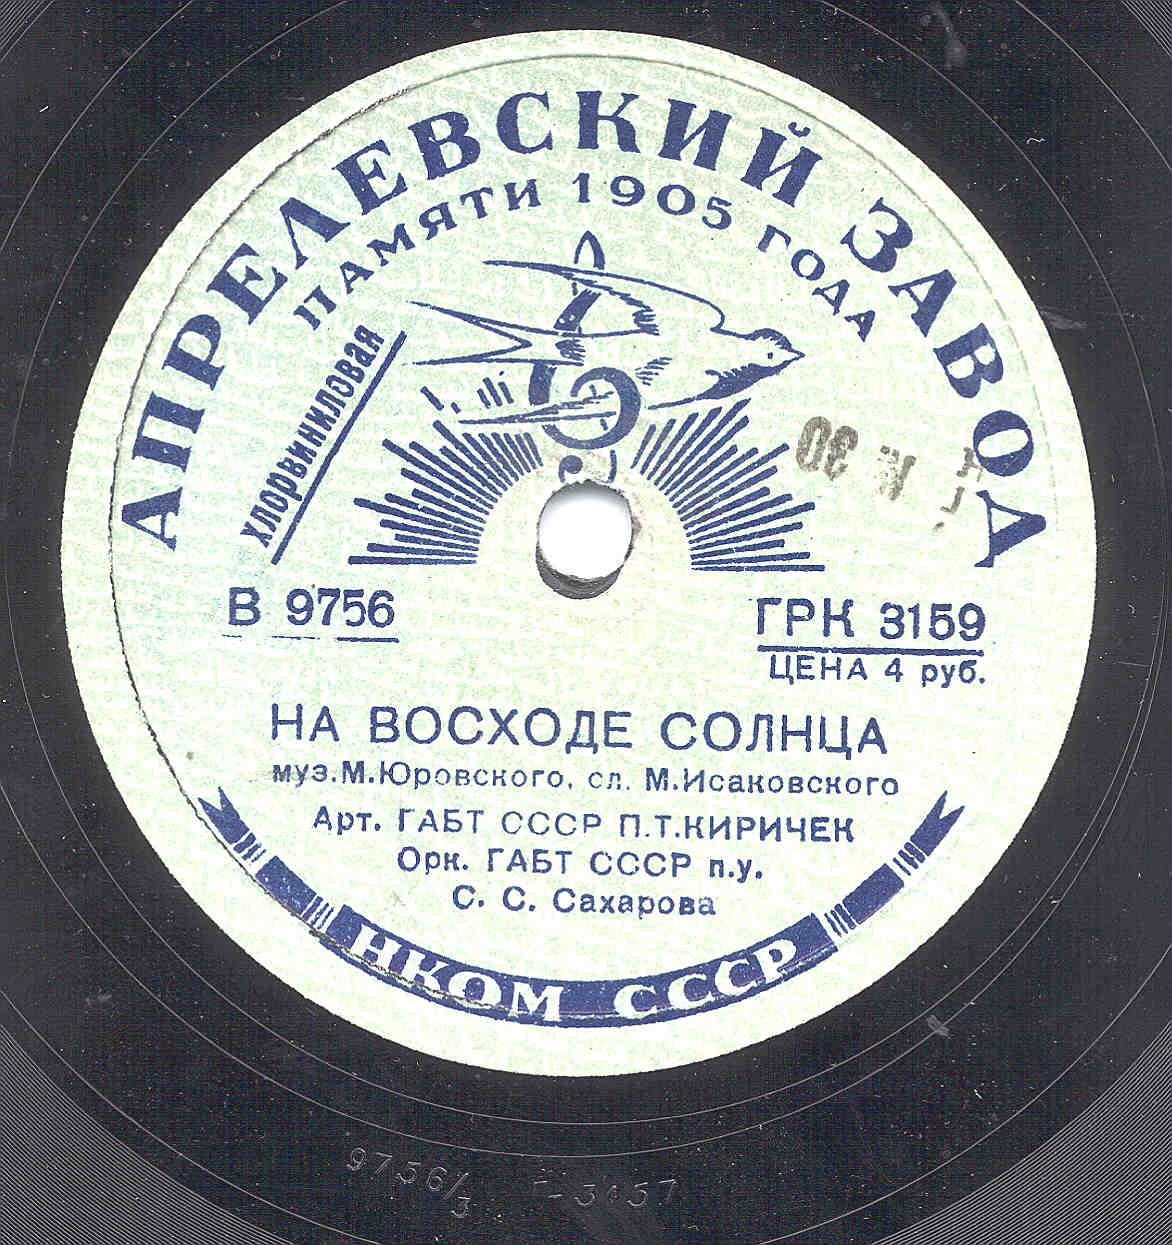 АПРЕЛЕВСКИЙ ЗАВОД
ПАМЯТИ 1905 ГОДА
хлорвиниловая
В 9756
ГРК 3159
ЦЕНА 4 руб.
НА ВОСХОДЕ СОЛНЦА
муз.М.Юровского, сл. М.Исаковского
Арт. ГАБТ СССР П.Т.КИРИЧЕК
Орк. ГАБТ СССР п.у.
С. С. Сахарова
НКОМ СССР
9756/3